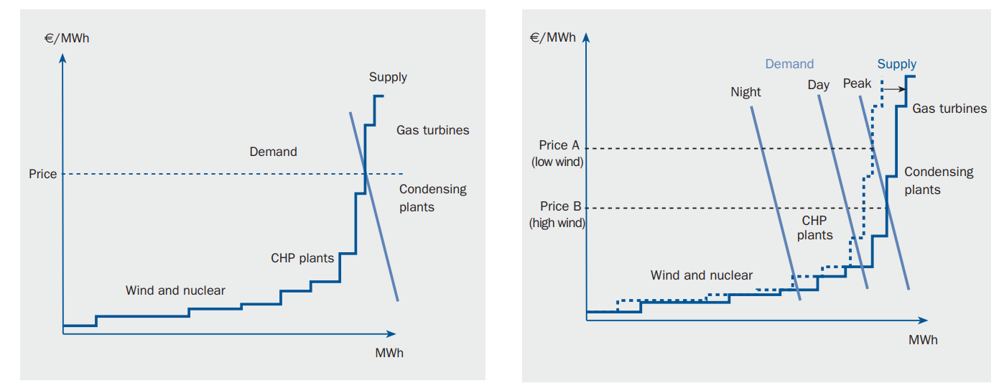 €/MWh
Supply
Gas turbines
Demand
Price
Condensing
plants
CHP plants
Wind and nuclear
MWh
€/MWh
Demand
Supply
Night
Day
Peak
Gas turbines
Price A
(low wind)
Condensing
plants
Price B
(high wind)
CHP
plants
Wind and nuclear
MWh